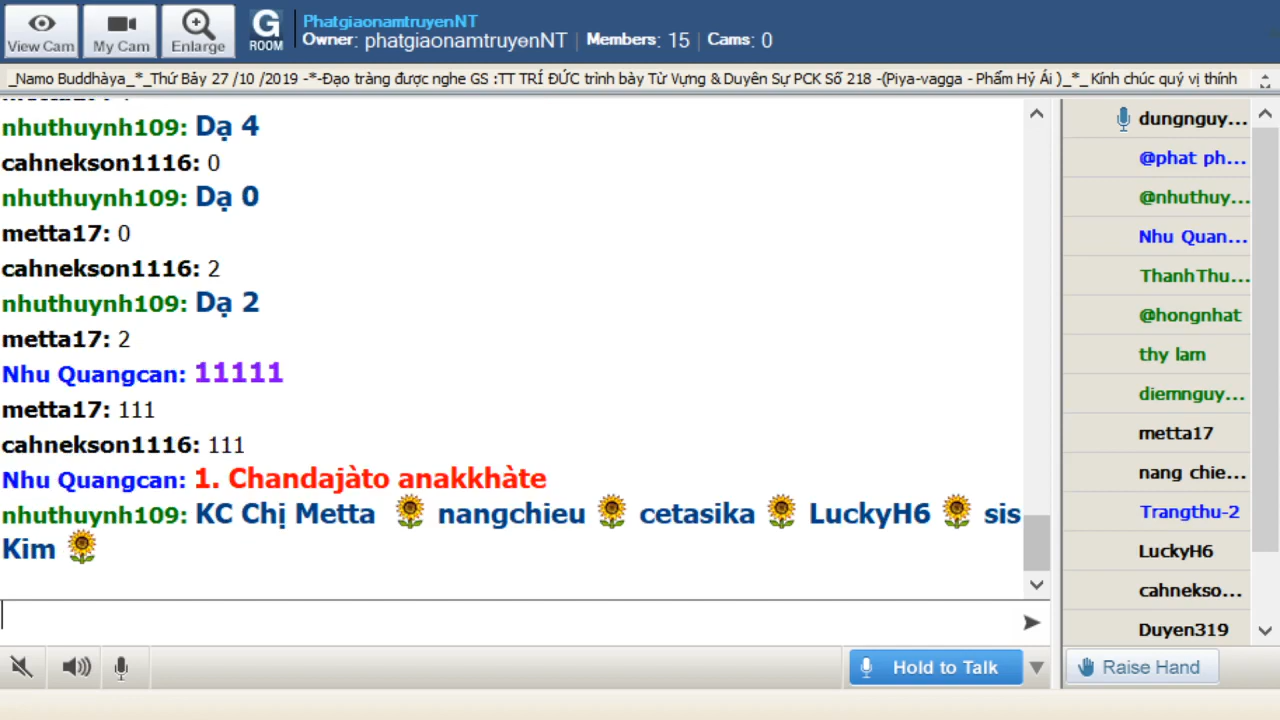 View Cam
My Cam
Enlarge
G
ROOM
PhatgiaonamtruyenNT
Owner: phatgiaonamtruyenNT | Members: 15 | Cams: 0
_Namo Buddhàya_*_Thứ Bảy 27 /10 /2019 -*-Đạo tràng được nghe GS :TT TRÍ ĐỨC trình bày Từ Vựng & Duyên Sự PCK Số 218 -(Piya-vagga - Phẩm Hỷ Ái )_*_ Kính chúc quý vị thính
nhuthuynh109: Dạ 4
cahnekson1116: 0
nhuthuynh109: Dạ 0
metta17: 0
cahnekson1116: 2
nhuthuynh109: Dạ 2
metta17: 2
Nhu Quangcan: 11111
metta17: 111
cahnekson1116: 111
Nhu Quangcan: 1. Chandajàto anakkhàte
nhuthuynh109: KC Chị Metta 🌻 nangchieu 🌻 cetasika 🌻 LuckyH6 🌻 sis
Kim 🌻
dungnguy...
@phat ph...
@nhuthuy...
Nhu Quan...
ThanhThu...
@hongnhat
thy lam
diemnguy...
metta17
nang chie...
Trangthu-2
LuckyH6
cahnekso...
Duyen319
Hold to Talk
Raise Hand